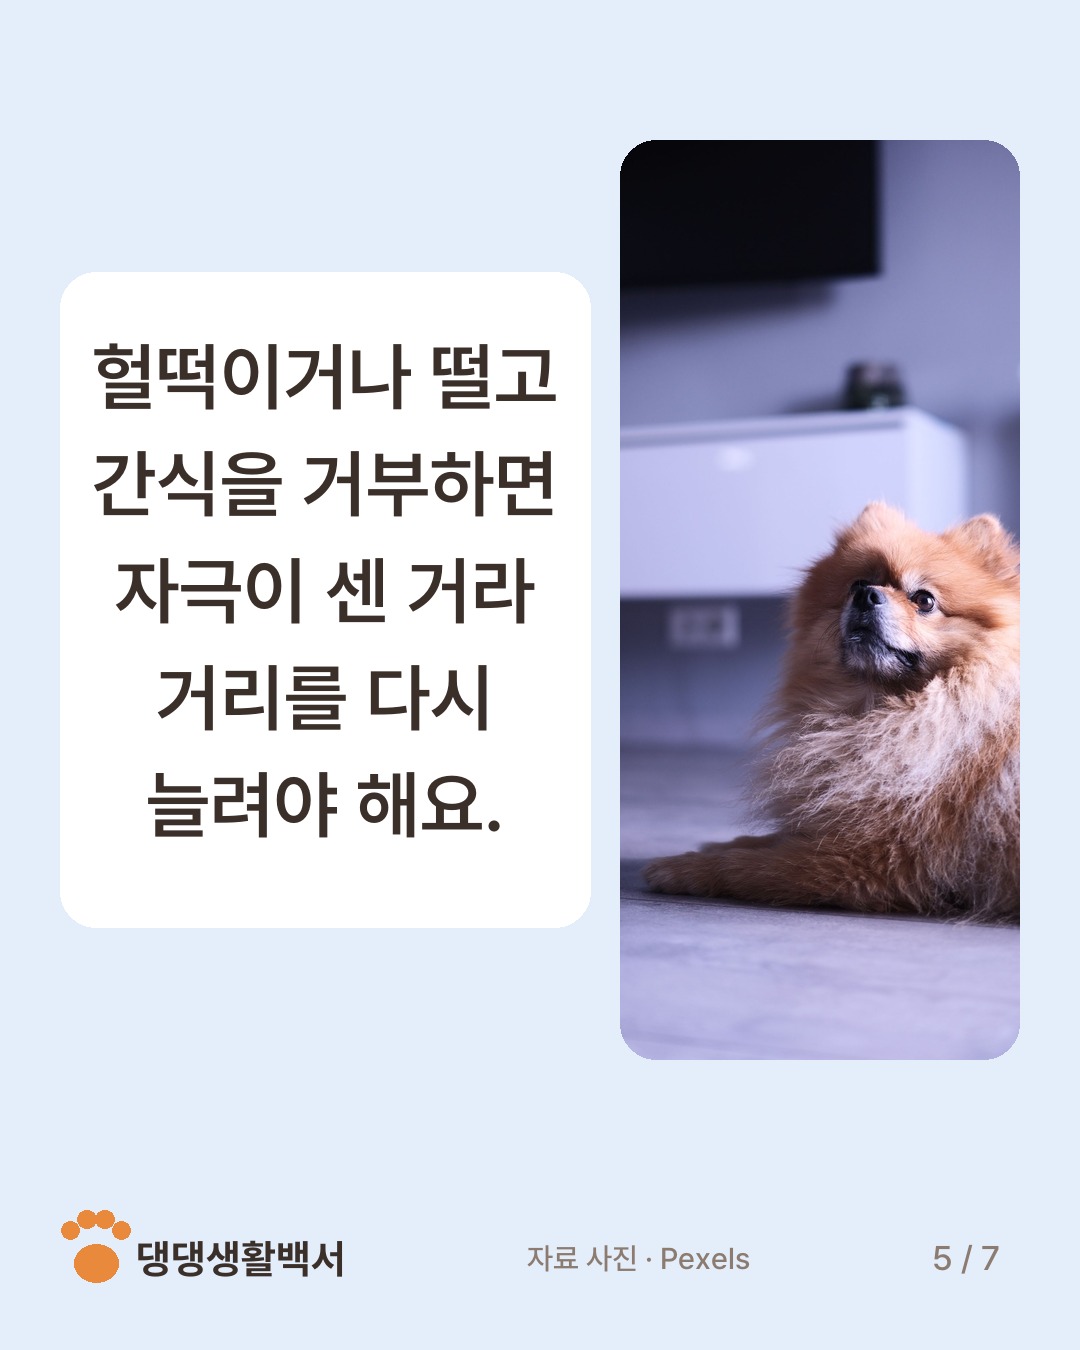 헐떡이거나 떨고
간식을 거부하면
자극이 센 거라
거리를 다시
늘려야 해요.
댕댕생활백서
자료 사진 · Pexels
5 / 7